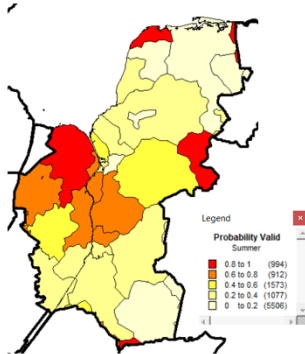 Legend
Probability Valid
Summer
0.8 to 1 (994)
0.6 to 0.8 (912)
0.4 to 0.6 (1573)
0.2 to 0.4 (1077)
0 to 0.2 (5506)